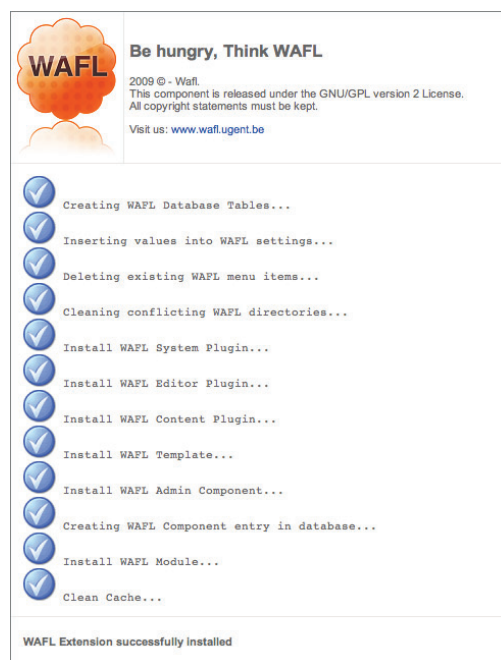 WAFL
Be hungry, Think WAFL
2009 © - Wafl.
This component is released under the GNU/GPL version 2 License.
All copyright statements must be kept.
Visit us: www.wafl.ugent.be
Creating WAFL Database Tables...
Inserting values into WAFL settings...
Deleting existing WAFL menu items...
Cleaning conflicting WAFL directories...
Install WAFL System Plugin...
Install WAFL Editor Plugin...
Install WAFL Content Plugin...
Install WAFL Template...
Install WAFL Admin Component...
Creating WAFL Component entry in database...
Install WAFL Module...
Clean Cache...
WAFL Extension successfully installed